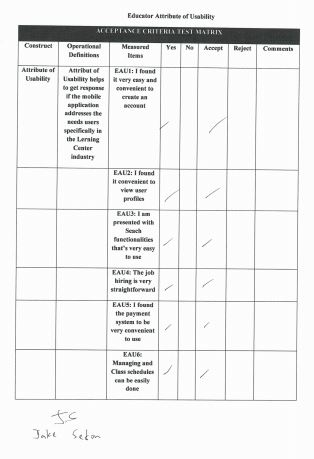 Educator Attribute of Usability
ACCEPTANCE CRITERIA TEST MATRIX
Construct Operational Definitions Measured Items Yes No Accept Reject Comments
Attribute of
Usability
Attribut of
Usability helps
to get response
if the mobile
application
addresses the
needs users
specifically in
the Lerning
Center
industry
EAU1: I found
it very easy and
convenient to
create an
account
EAU2: I found
it convenient to
view user
profiles
EAU3: I am
presented with
Seach
functionalities
that's very easy
to use
EAU4: The job
hiring is very
straightforward
EAU5: I found
the payment
system to be
very convenient
to use
EAU6:
Managing and
Class schedules
can be easily
done
Jake